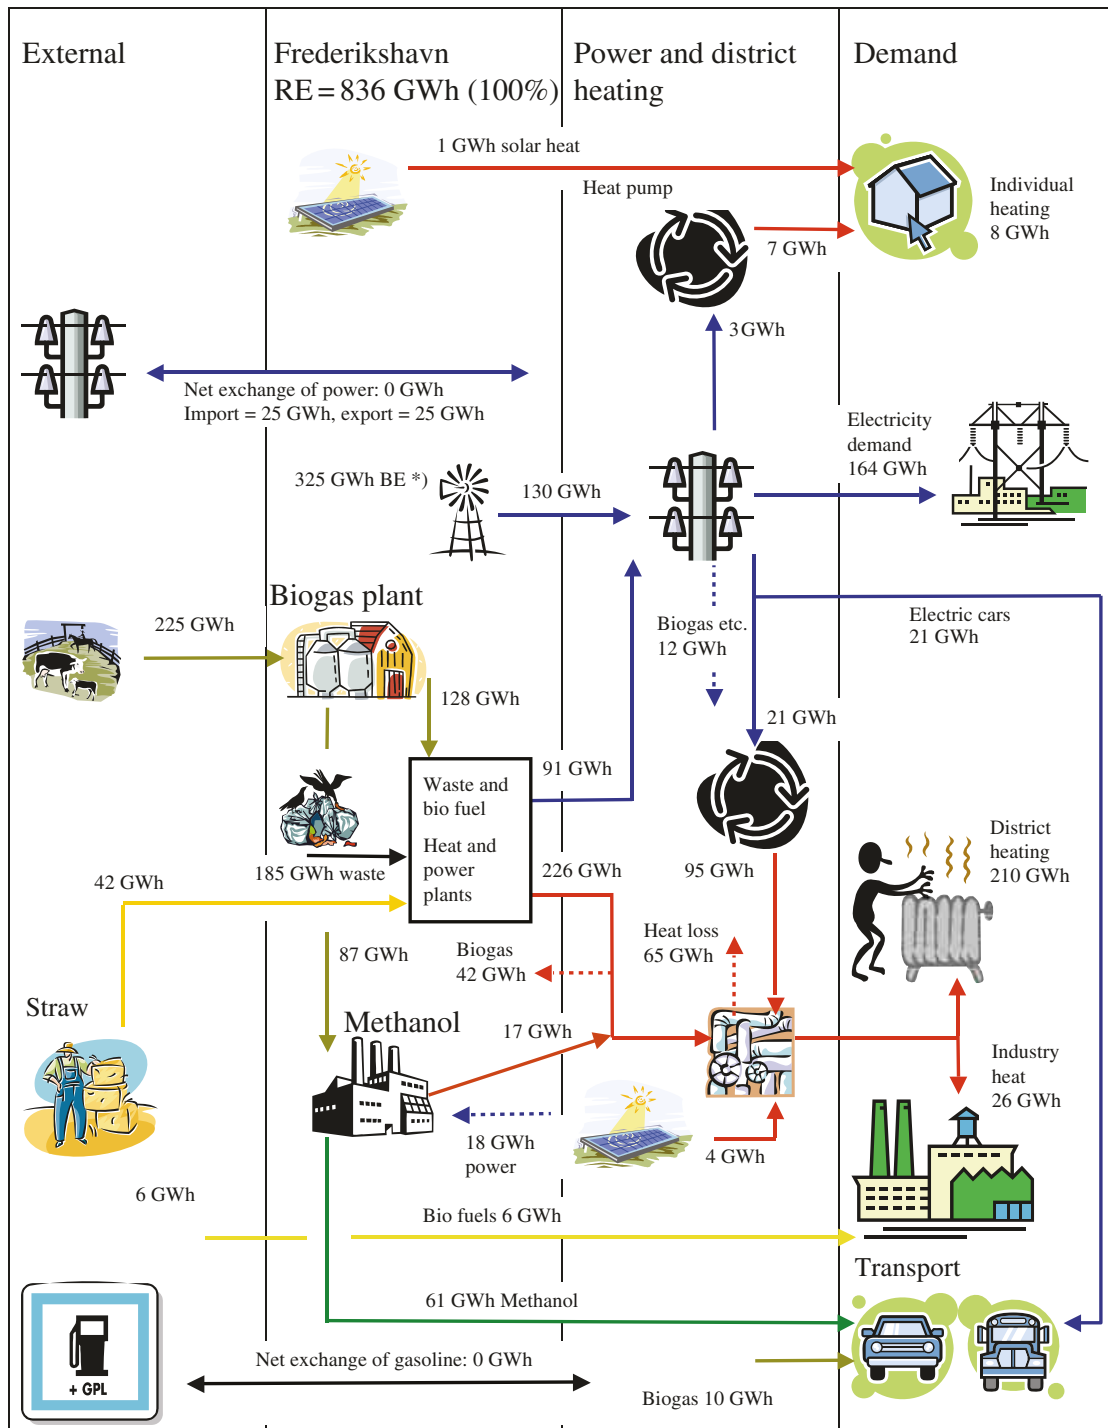 External
Frederikshavn
RE = 836 GWh (100%)
Power and district
heating
Demand
1 GWh solar heat
Heat pump
Individual
heating
8 GWh
7 GWh
3 GWh
Net exchange of power: 0 GWh
Import = 25 GWh, export = 25 GWh
Electricity
demand
164 GWh
325 GWh BE *)
130 GWh
Biogas plant
225 GWh
Biogas etc.
12 GWh
Electric cars
21 GWh
128 GWh
21 GWh
91 GWh
Waste and
bio fuel
Heat and
power
plants
District
heating
210 GWh
185 GWh waste
226 GWh
95 GWh
42 GWh
Heat loss
65 GWh
87 GWh
Biogas
42 GWh
Straw
Methanol
17 GWh
Industry
heat
26 GWh
18 GWh
power
4 GWh
6 GWh
Bio fuels 6 GWh
Transport
61 GWh Methanol
Net exchange of gasoline: 0 GWh
+ GPL
Biogas 10 GWh